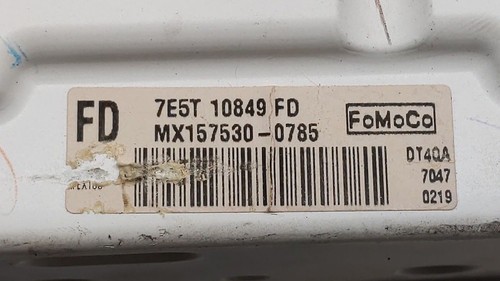 FD
7E5T 10849 FD
MX157530-0785
FoMoCo
DT4QA
7047
0219